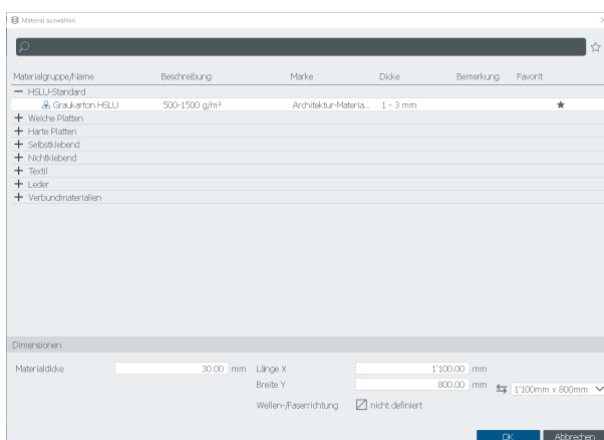 Material auswählen
Materialgruppe/Name Beschreibung Marke Dicke Bemerkung Favorit
HSLU-Standard
Graukarton HSLU 500-1500 g/m² Architektur-Materia... 1 - 3 mm
Weiche Platten
Harte Platten
Selbstklebend
Nichtklebend
Textil
Leder
Verbundmaterialien
Dimensionen
Materialdicke 30.00 mm Länge X 1'100.00 mm
Breite Y 800.00 mm 1'100mm x 800mm
Wellen-/Faserrichtung nicht definiert
OK Abbrechen